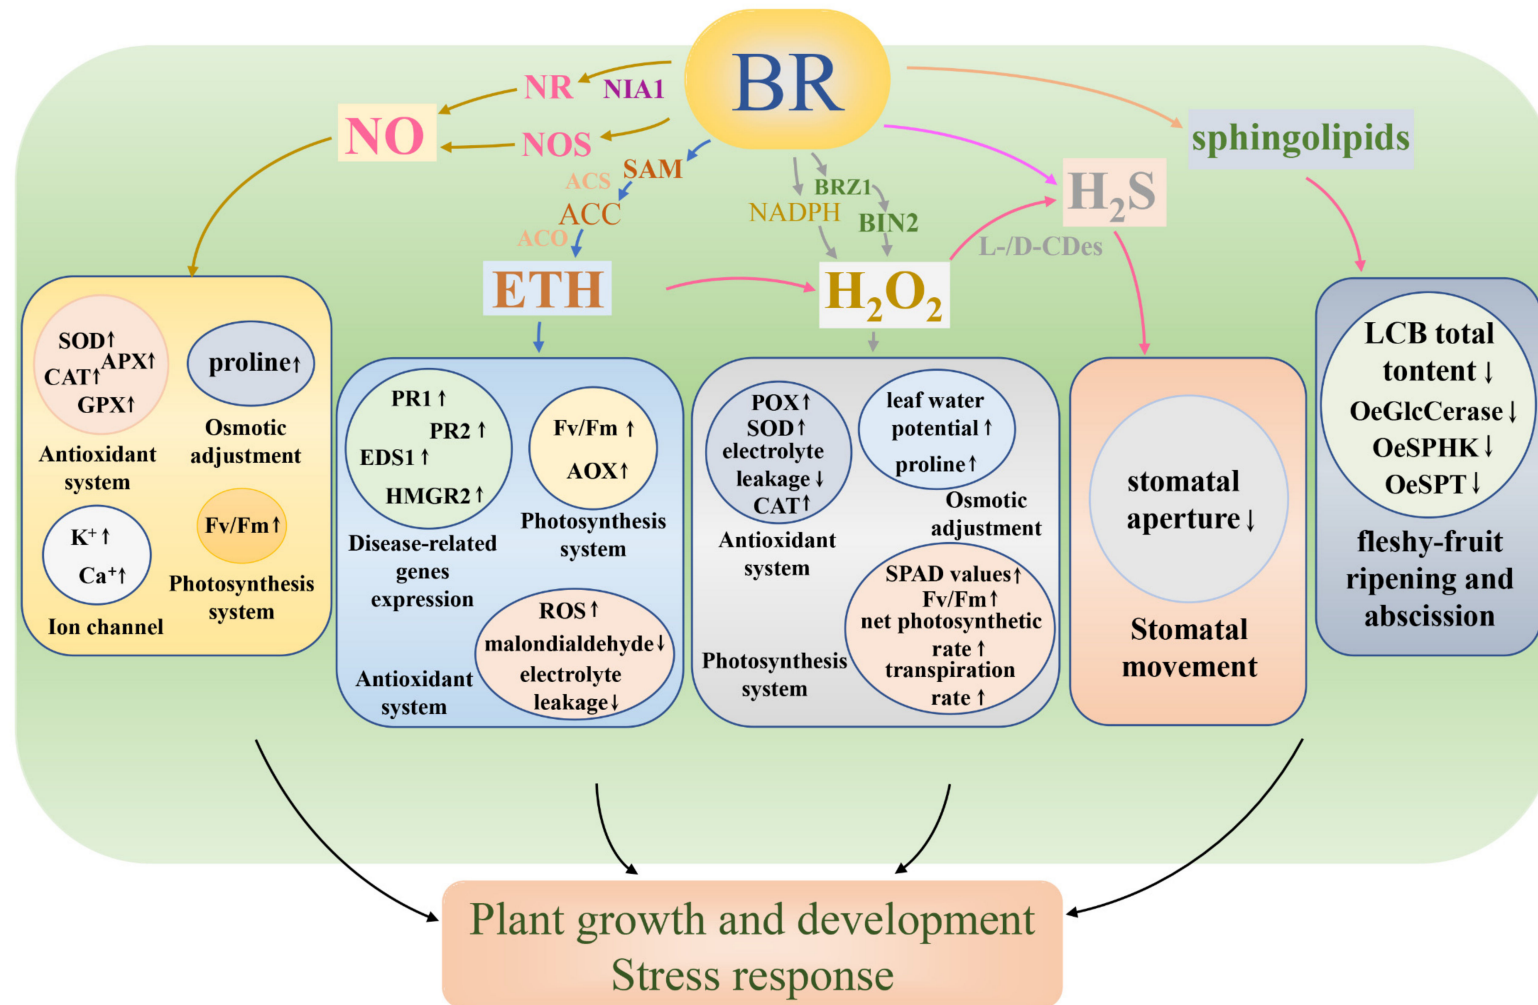 BR
NR
NIA1
NO
NOS
sphingolipids
SAM
ACS
ACC
ACO
ETH
BRZ1
NADPH
BIN2
H₂O₂
H₂S
L-/D-CDes
SOD↑
APX↑
CAT↑
GPX↑
Antioxidant
system
proline↑
Osmotic
adjustment
K⁺↑
Ca⁺↑
Ion channel
Fv/Fm↑
Photosynthesis
system
PR1↑
PR2↑
EDS1↑
HMGR2↑
Disease-related
genes
expression
Fv/Fm ↑
AOX↑
Photosynthesis
system
ROS↑
malondialdehyde↓
electrolyte
leakage↓
Antioxidant
system
POX↑
SOD↑
electrolyte
leakage↓
CAT↑
Antioxidant
system
leaf water
potential↑
proline↑
Osmotic
adjustment
SPAD values↑
Fv/Fm↑
net photosynthetic
rate↑
transpiration
rate↑
Photosynthesis
system
stomatal
aperture↓
Stomatal
movement
LCB total
tontent↓
OeGlcCerase↓
OeSPHK↓
OeSPT↓
fleshy-fruit
ripening and
abscission
Plant growth and development
Stress response